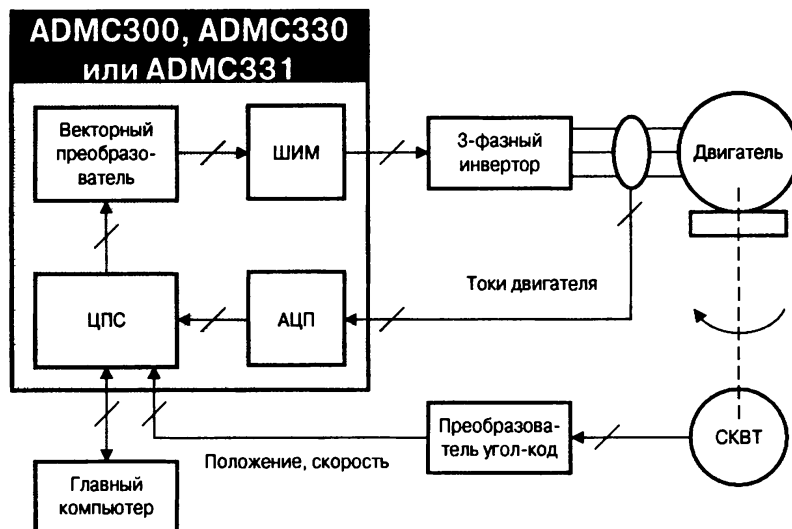 ADMC300, ADMC330
или ADMC331
Векторный
преобразо-
ватель
ШИМ
3-фазный
инвертор
Двигатель
Токи двигателя
ЦПС
АЦП
Положение, скорость
Преобразова-
тель угол-код
СКВТ
Главный
компьютер